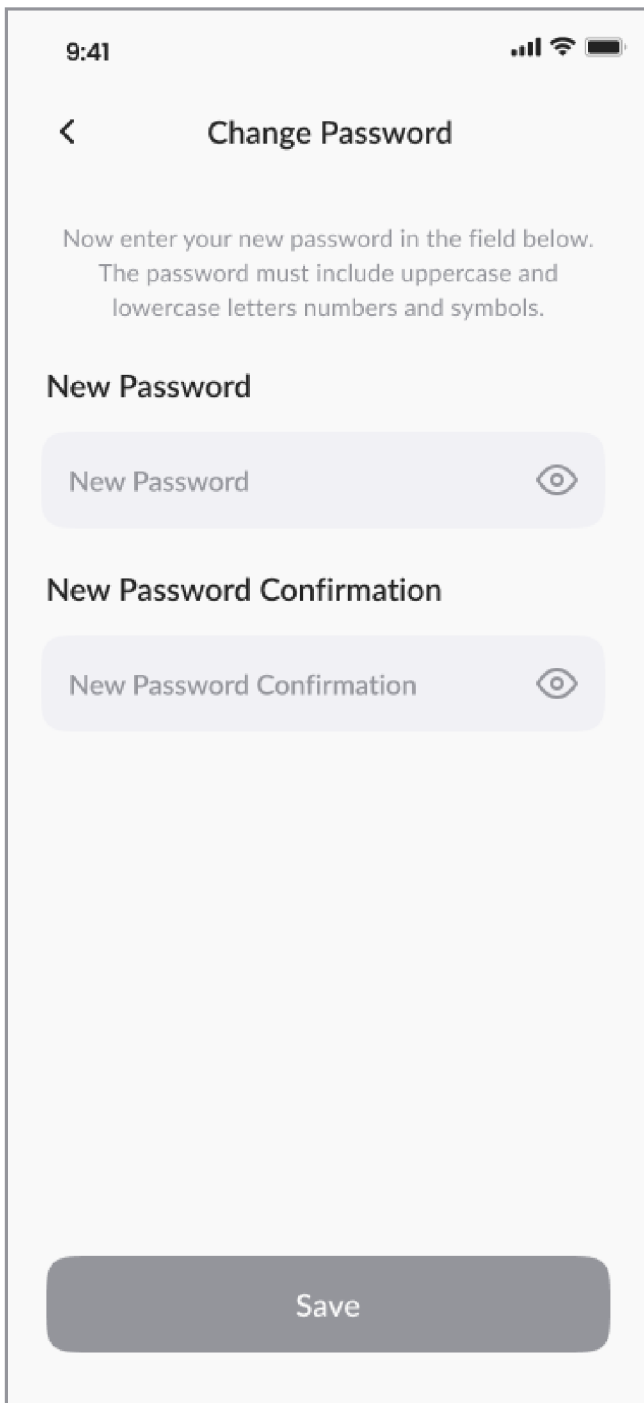 9:41
Change Password
Now enter your new password in the field below.
The password must include uppercase and
lowercase letters numbers and symbols.
New Password
New Password
New Password Confirmation
New Password Confirmation
Save